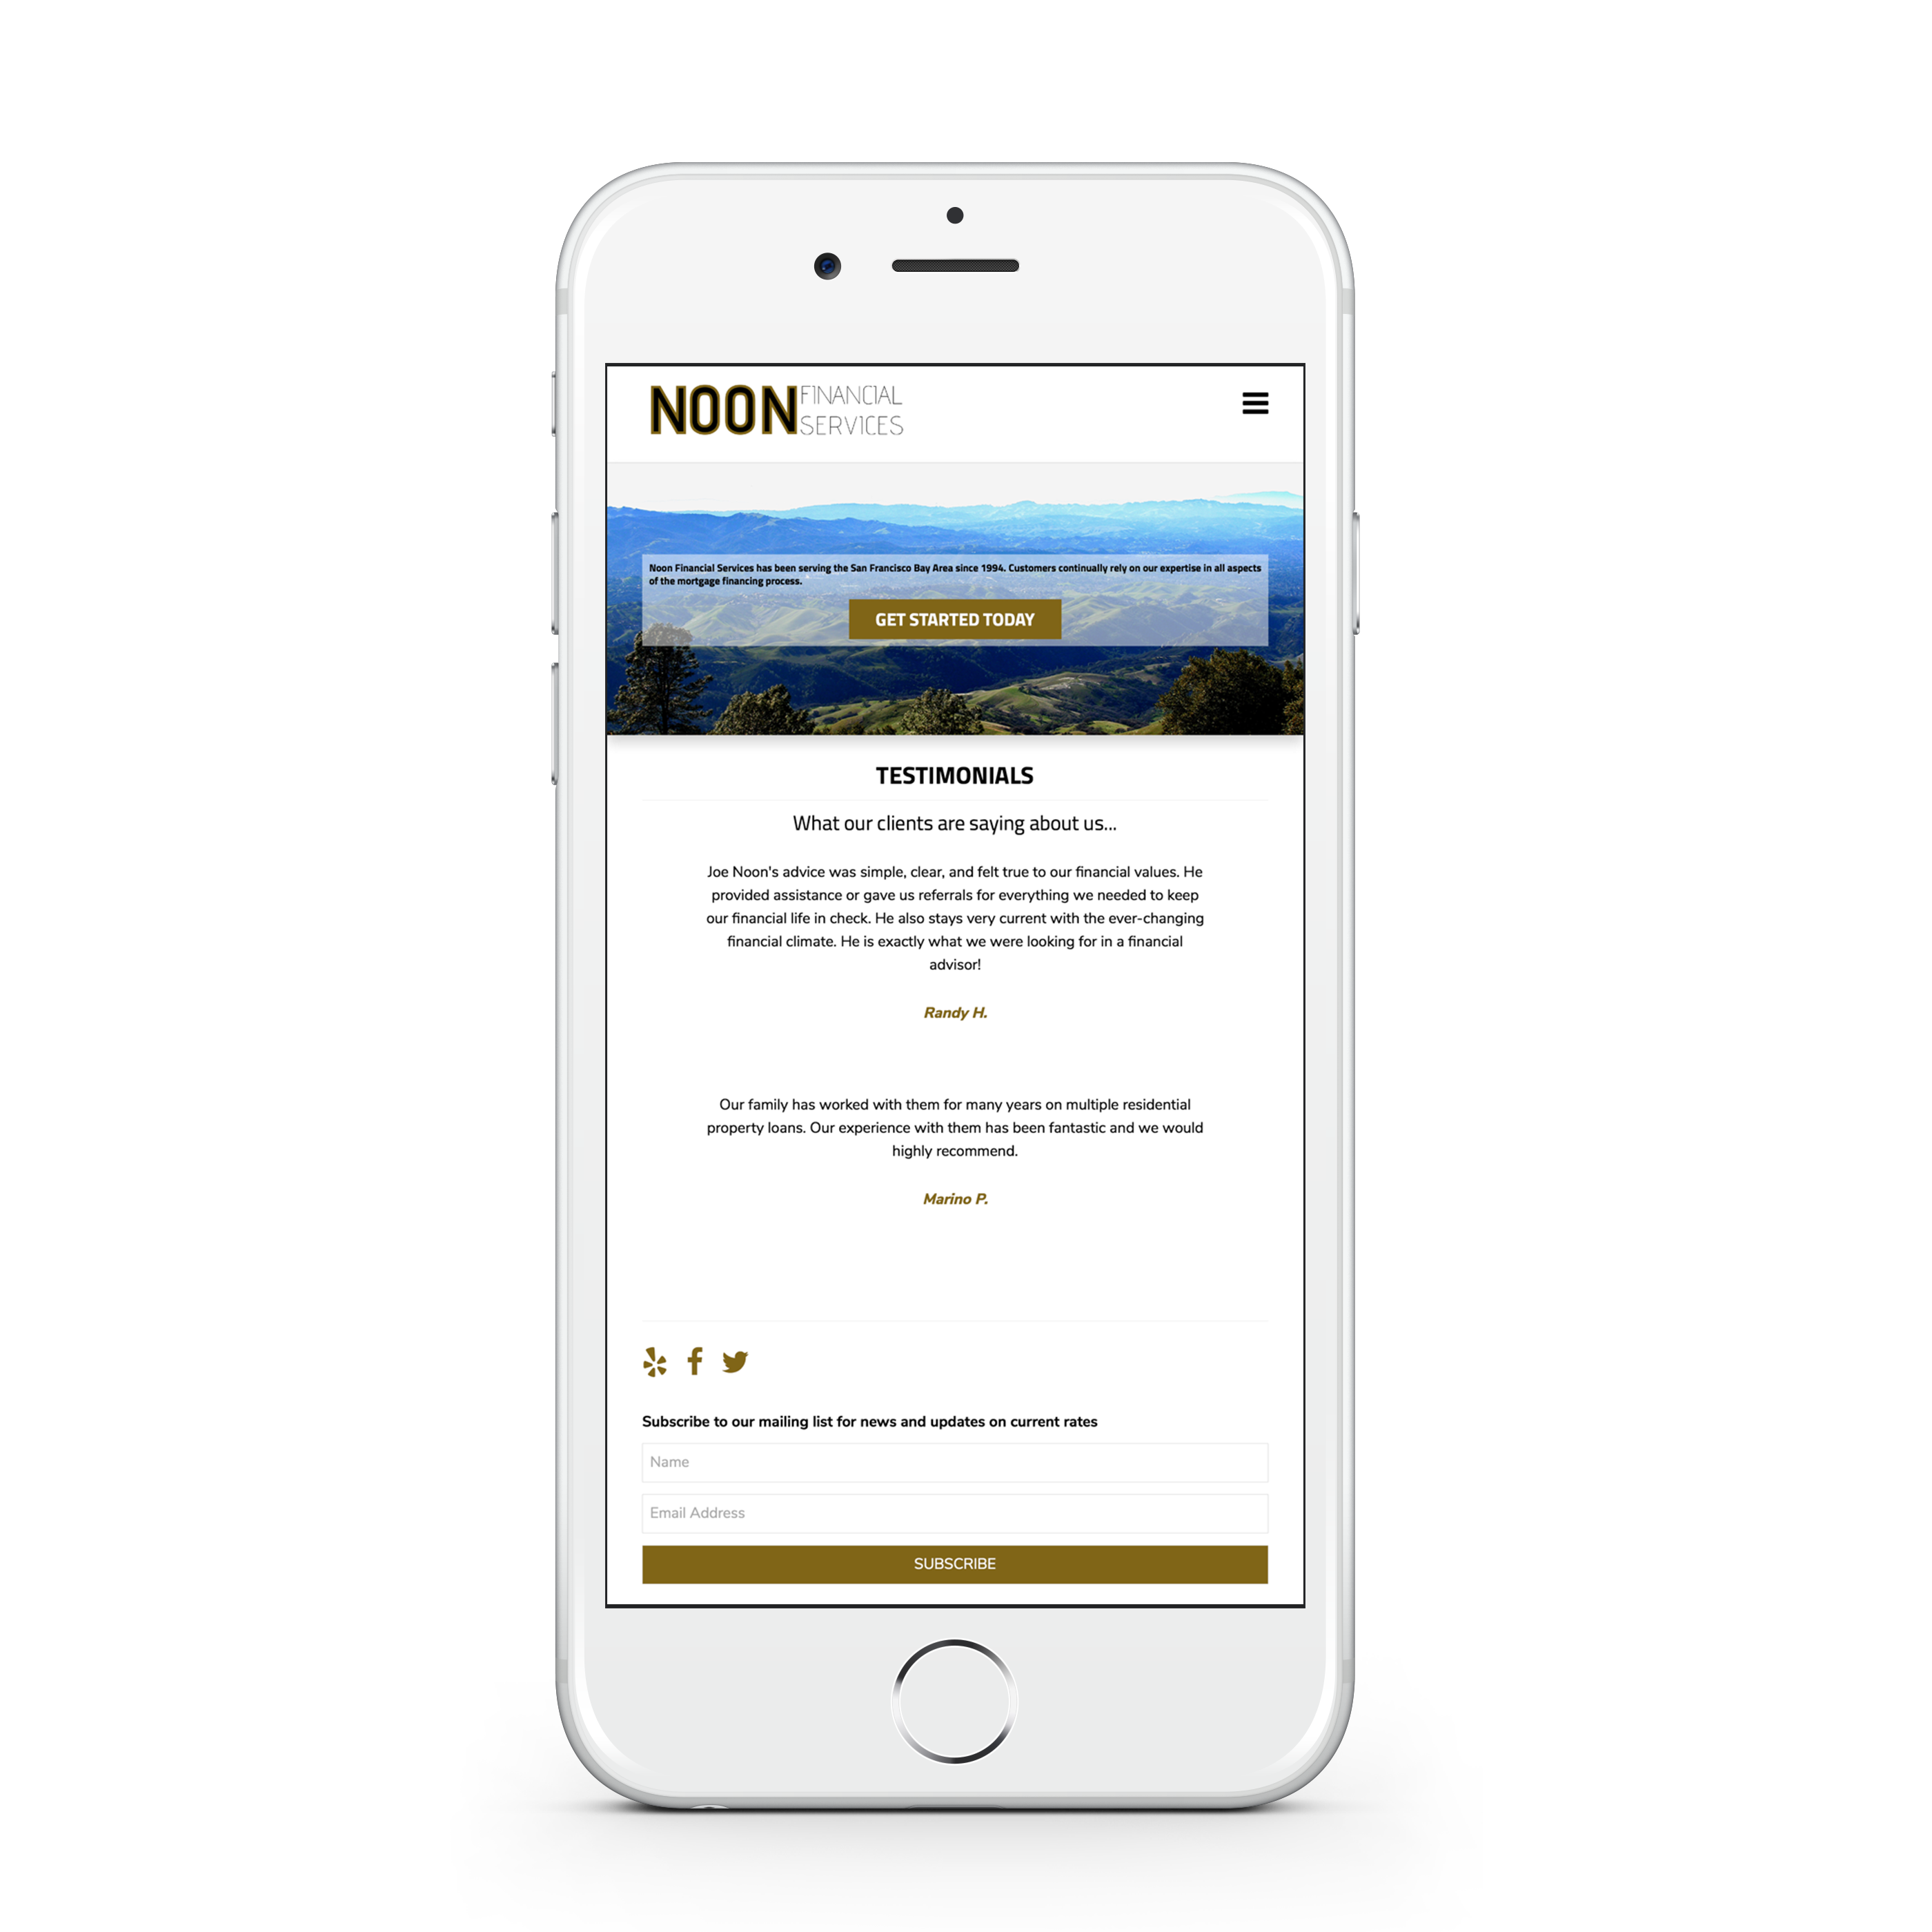 NOON FINANCIAL
SERVICES
Noon Financial Services has been serving the San Francisco Bay Area since 1994. Customers continually rely on our expertise in all aspects
of the mortgage financing process.
GET STARTED TODAY
TESTIMONIALS
What our clients are saying about us...
Joe Noon's advice was simple, clear, and felt true to our financial values. He
provided assistance or gave us referrals for everything we needed to keep
our financial life in check. He also stays very current with the ever-changing
financial climate. He is exactly what we were looking for in a financial
advisor!
Randy H.
Our family has worked with them for many years on multiple residential
property loans. Our experience with them has been fantastic and we would
highly recommend.
Marino P.
Subscribe to our mailing list for news and updates on current rates
Name
Email Address
SUBSCRIBE